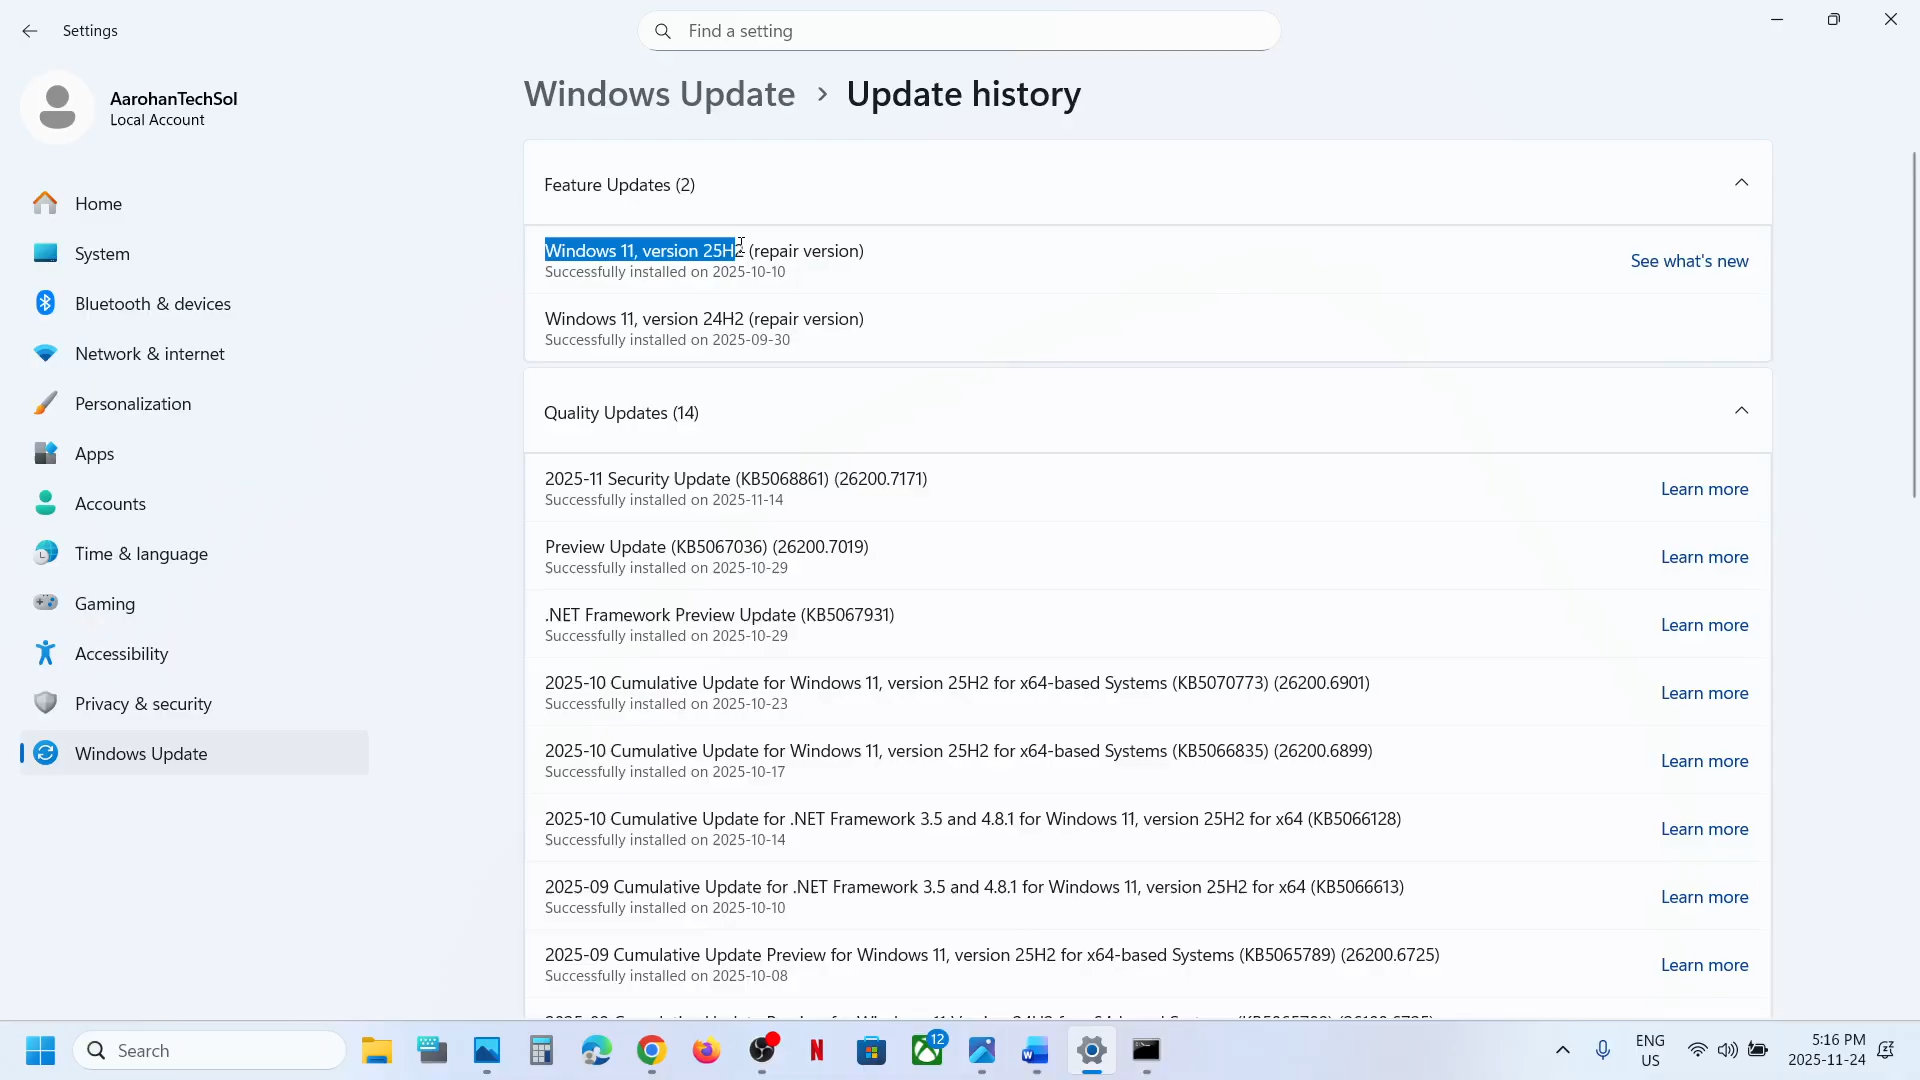 Settings
Find a setting
AarohanTechSol
Local Account
Home
System
Bluetooth & devices
Network & internet
Personalization
Apps
Accounts
Time & language
Gaming
Accessibility
Privacy & security
Windows Update
Windows Update > Update history
Feature Updates (2)
Windows 11, version 25H2 (repair version)
Successfully installed on 2025-10-10
See what's new
Windows 11, version 24H2 (repair version)
Successfully installed on 2025-09-30
Quality Updates (14)
2025-11 Security Update (KB5068861) (26200.7171)
Successfully installed on 2025-11-14
Learn more
Preview Update (KB5067036) (26200.7019)
Successfully installed on 2025-10-29
Learn more
.NET Framework Preview Update (KB5067931)
Successfully installed on 2025-10-29
Learn more
2025-10 Cumulative Update for Windows 11, version 25H2 for x64-based Systems (KB5070773) (26200.6901)
Successfully installed on 2025-10-23
Learn more
2025-10 Cumulative Update for Windows 11, version 25H2 for x64-based Systems (KB5066835) (26200.6899)
Successfully installed on 2025-10-17
Learn more
2025-10 Cumulative Update for .NET Framework 3.5 and 4.8.1 for Windows 11, version 25H2 for x64 (KB5066128)
Successfully installed on 2025-10-14
Learn more
2025-09 Cumulative Update for .NET Framework 3.5 and 4.8.1 for Windows 11, version 25H2 for x64 (KB5066613)
Successfully installed on 2025-10-10
Learn more
2025-09 Cumulative Update Preview for Windows 11, version 25H2 for x64-based Systems (KB5065789) (26200.6725)
Successfully installed on 2025-10-08
Learn more
Search
12
ENG
US
5:16 PM
2025-11-24